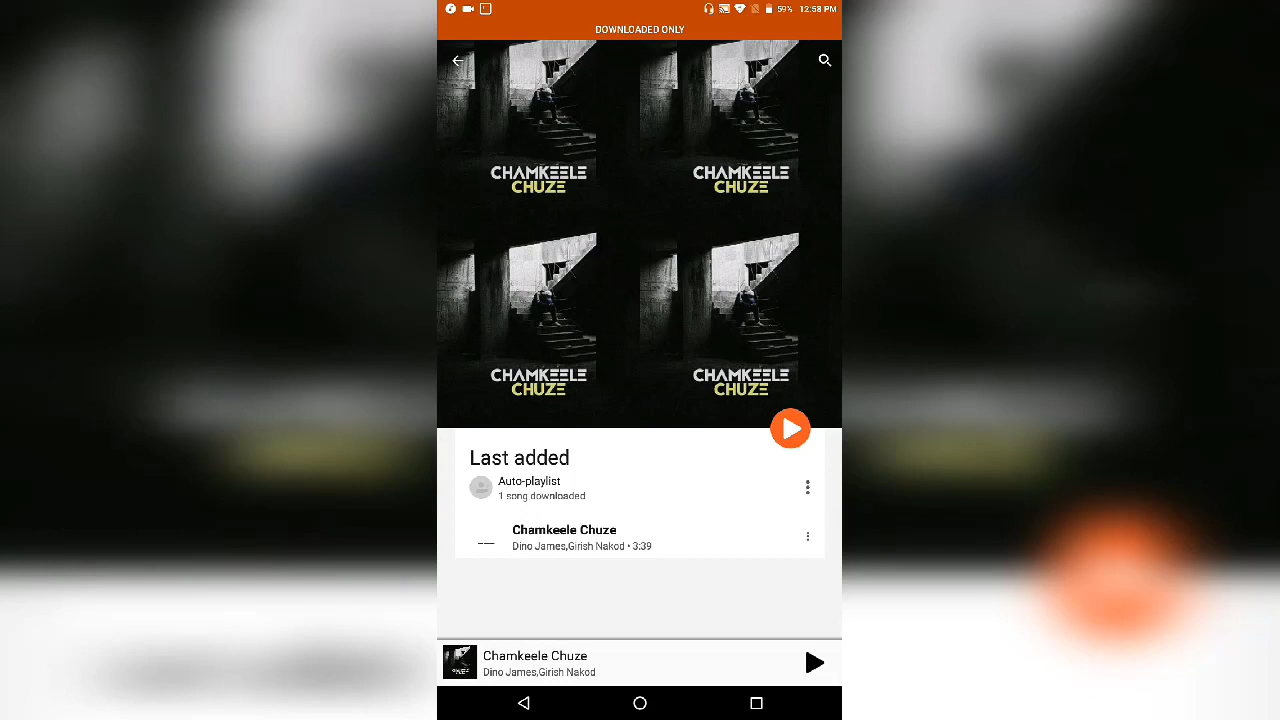 59% 12:58 PM
DOWNLOADED ONLY
CHAMKEELE
CHUZE
CHAMKEELE
CHUZE
CHAMKEELE
CHUZE
CHAMKEELE
CHUZE
Last added
Auto-playlist
1 song downloaded
Chamkeele Chuze
Dino James,Girish Nakod • 3:39
Chamkeele Chuze
Dino James,Girish Nakod